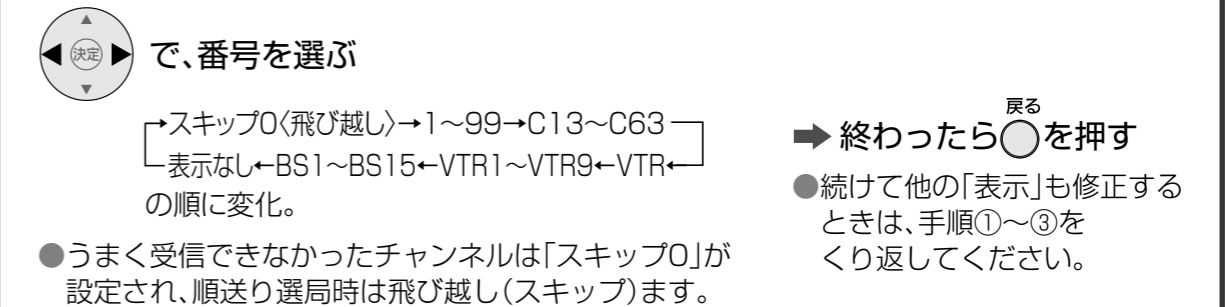 決定 で、番号を選ぶ
→スキップ0〈飛び越し〉→1〜99→C13〜C63
表示なし←BS1〜BS15←VTR1〜VTR9←VTR←
の順に変化。
●うまく受信できなかったチャンネルは「スキップ0」が
設定され、順送り選局時は飛び越し(スキップ)ます。
戻る
➡ 終わったら を押す
●続けて他の「表示」も修正する
ときは、手順①〜③を
くり返してください。